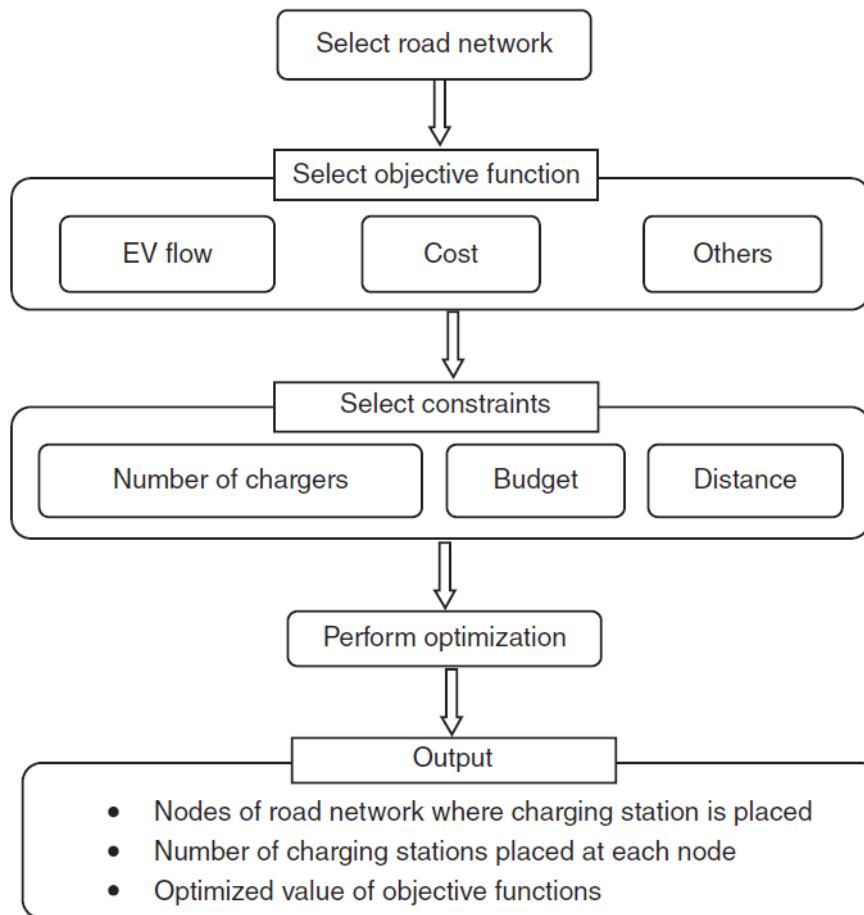 Select road network
Select objective function
EV flow
Cost
Others
Select constraints
Number of chargers
Budget
Distance
Perform optimization
Output
• Nodes of road network where charging station is placed
• Number of charging stations placed at each node
• Optimized value of objective functions